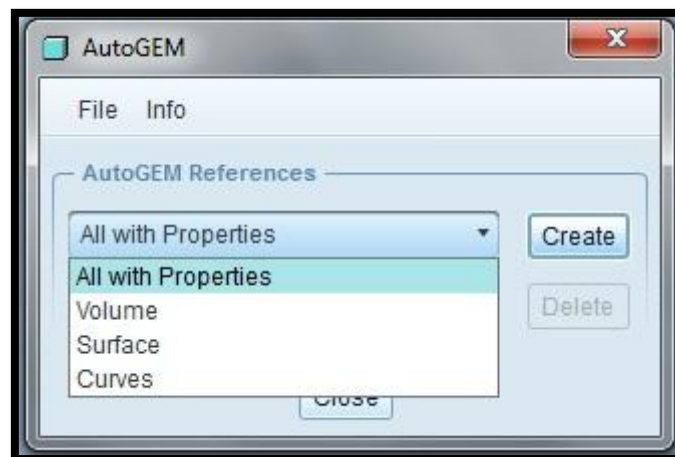 AutoGEM
File Info
AutoGEM References
All with Properties
Create
All with Properties
Volume
Delete
Surface
Curves
Close